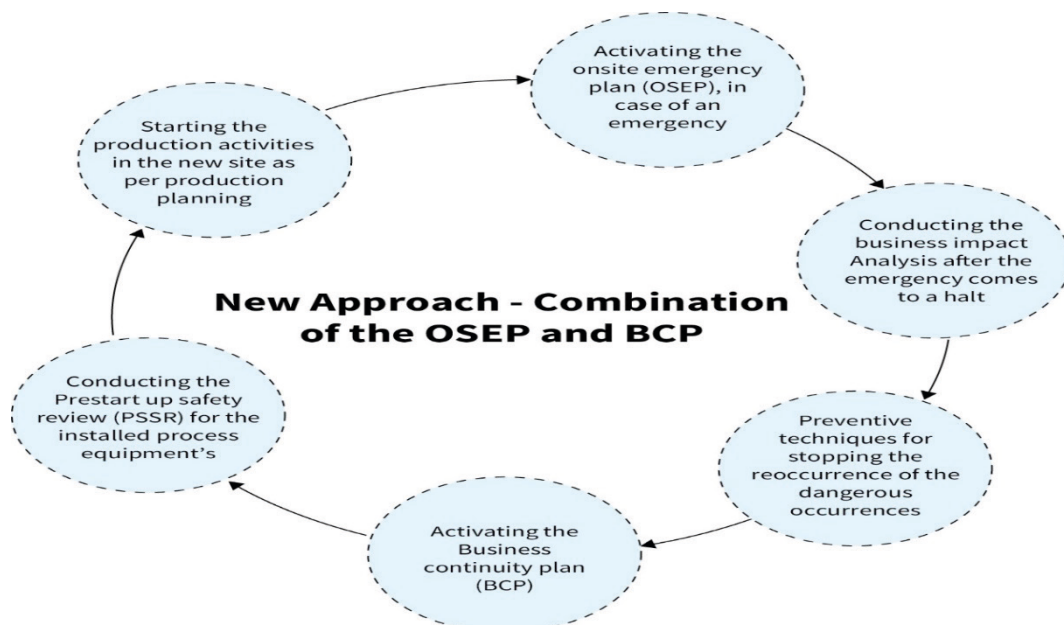 Activating the
onsite emergency
plan (OSEP), in
case of an
emergency
Starting the
production activities
in the new site as
per production
planning
Conducting the
business impact
Analysis after the
emergency comes
to a halt
New Approach - Combination
of the OSEP and BCP
Conducting the
Prestart up safety
review (PSSR) for the
installed process
equipment's
Preventive
techniques for
stopping the
reoccurrence of the
dangerous
occurrences
Activating the
Business
continuity plan
(BCP)